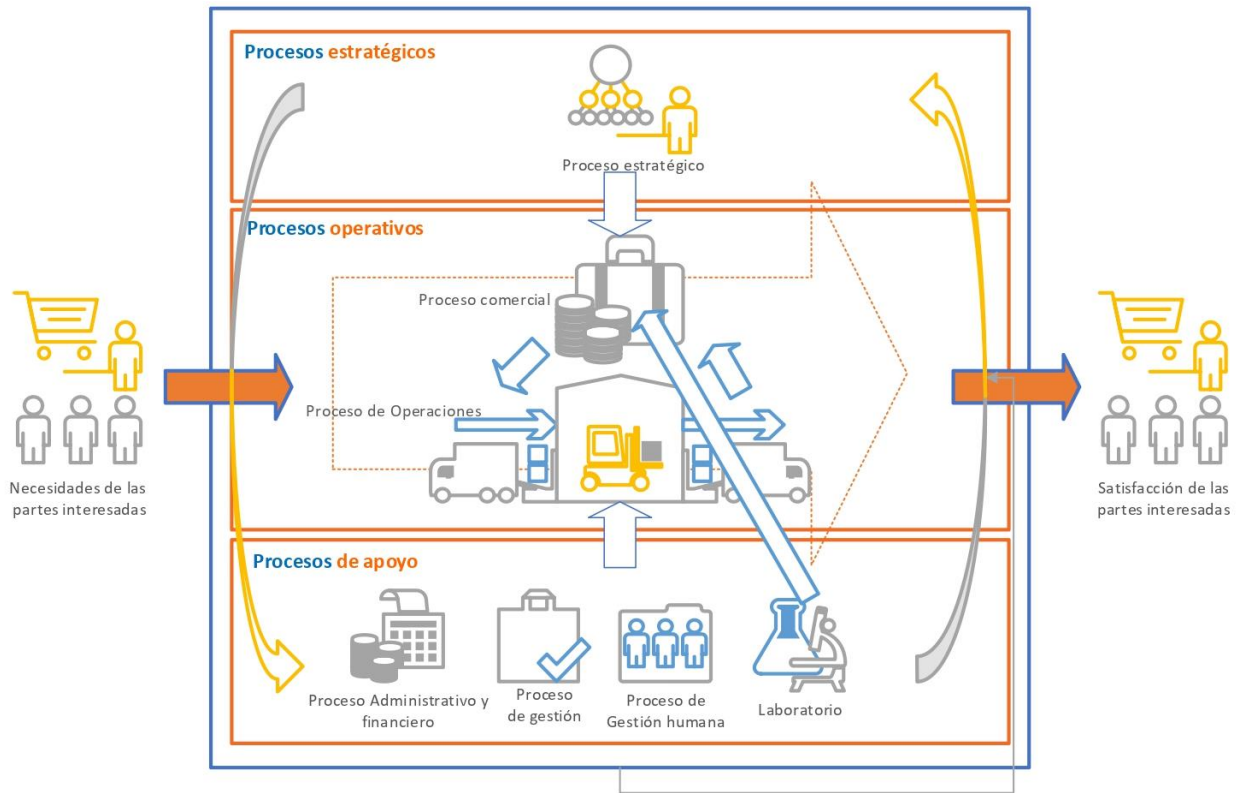 Procesos estratégicos
Proceso estratégico
Procesos operativos
Proceso comercial
Proceso de Operaciones
Necesidades de las
partes interesadas
Satisfacción de las
partes interesadas
Procesos de apoyo
Proceso Administrativo y
financiero
Proceso
de gestión
Proceso de
Gestión humana
Laboratorio